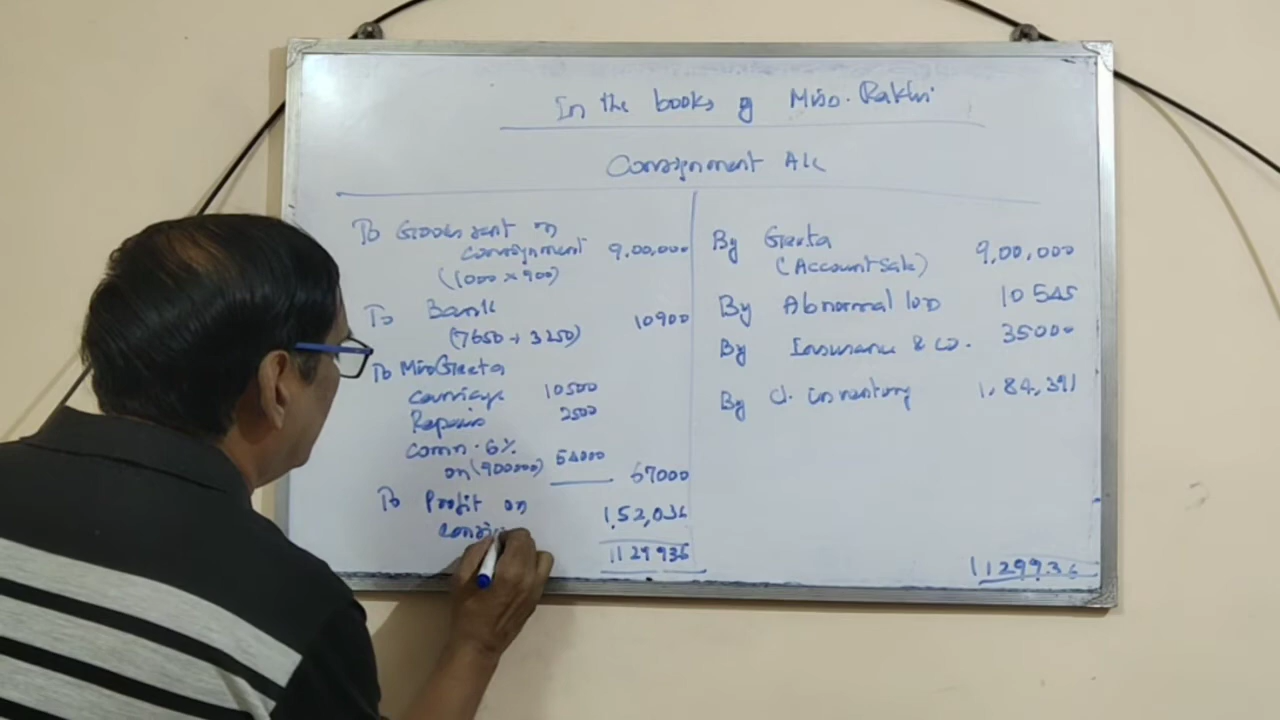 In the books of Miss. Rakhi
Consignment A/c
To Goods sent on
consignment 9,00,000
(1000 x 900)
To Bank
(7650 + 3250) 10900
To Miss Geeta
carriage 10500
Repairs 2500
comn. 6%
on (900000) 54000
67000
To Profit on
1,52,036
1129936
By Geeta
(Account Sale) 9,00,000
By Abnormal loss 10545
By Insurance & co. 35000
By cl. inventory 1,84,391
1129936